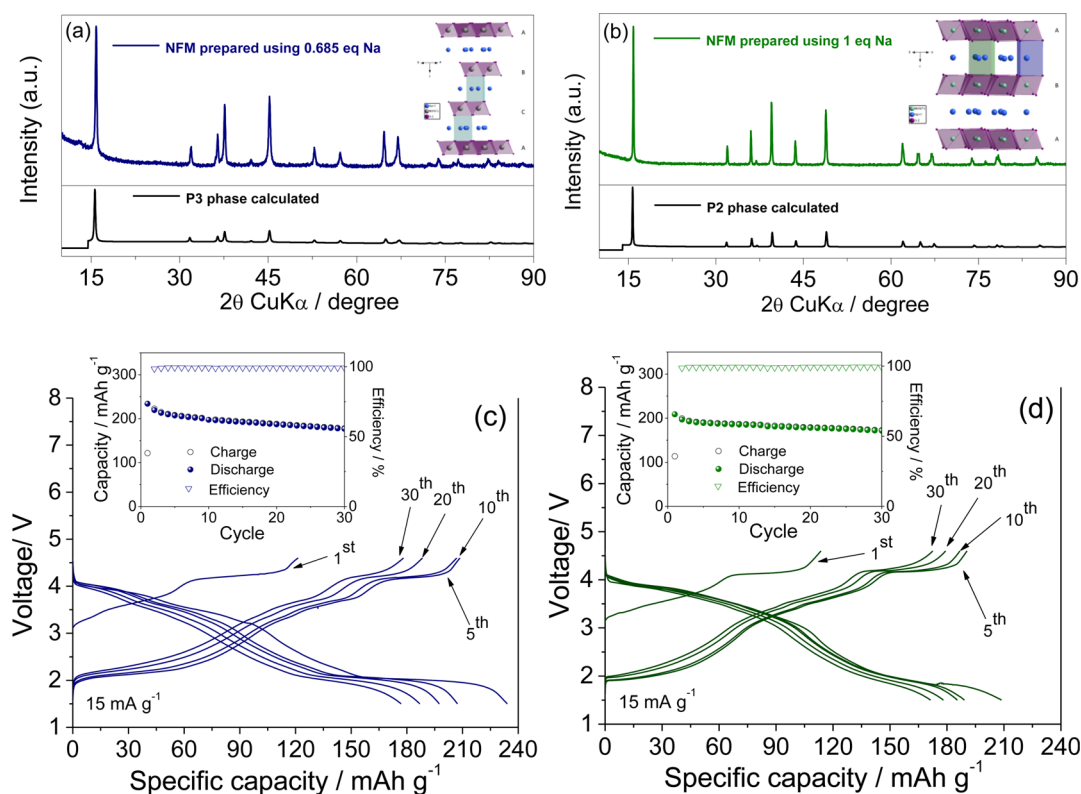 (a)
NFM prepared using 0.685 eq Na
A
B
C
A
Intensity (a.u.)
P3 phase calculated
15 30 45 60 75 90
2θ CuKα / degree
(b)
NFM prepared using 1 eq Na
A
B
A
Intensity (a.u.)
P2 phase calculated
15 30 45 60 75 90
2θ CuKα / degree
(c)
8
7
6
5
4
3
2
1
Voltage/ V
300
200
100
0
Capacity / mAh g⁻¹
100
50
0
Efficiency / %
Charge
Discharge
Efficiency
0 10 20 30
Cycle
30th
20th
10th
1st
5th
15 mA g⁻¹
0 30 60 90 120 150 180 210 240
Specific capacity / mAh g⁻¹
(d)
8
7
6
5
4
3
2
1
Voltage/ V
300
200
100
0
Capacity / mAh g⁻¹
100
50
0
Efficiency / %
Charge
Discharge
Efficiency
0 10 20 30
Cycle
30th
20th
10th
1st
5th
15 mA g⁻¹
0 30 60 90 120 150 180 210 240
Specific capacity / mAh g⁻¹